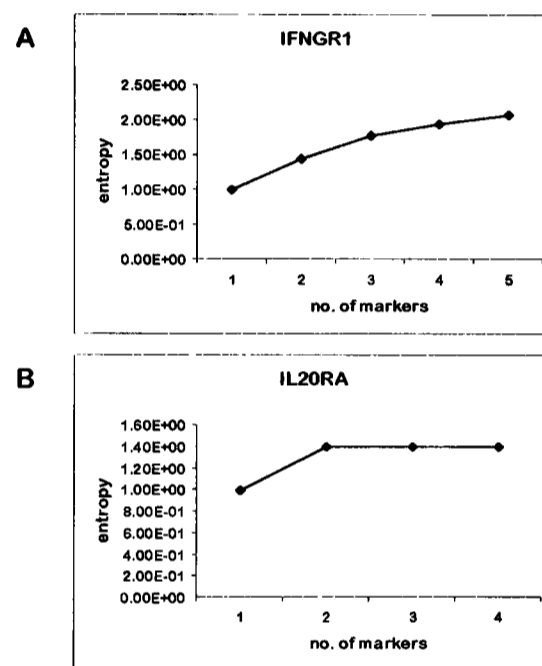 A
IFNGR1
2.50E+00
2.00E+00
1.50E+00
1.00E+00
5.00E-01
0.00E+00
entropy
1 2 3 4 5
no. of markers
B
IL20RA
1.60E+00
1.40E+00
1.20E+00
1.00E+00
8.00E-01
6.00E-01
4.00E-01
2.00E-01
0.00E+00
entropy
1 2 3 4
no. of markers